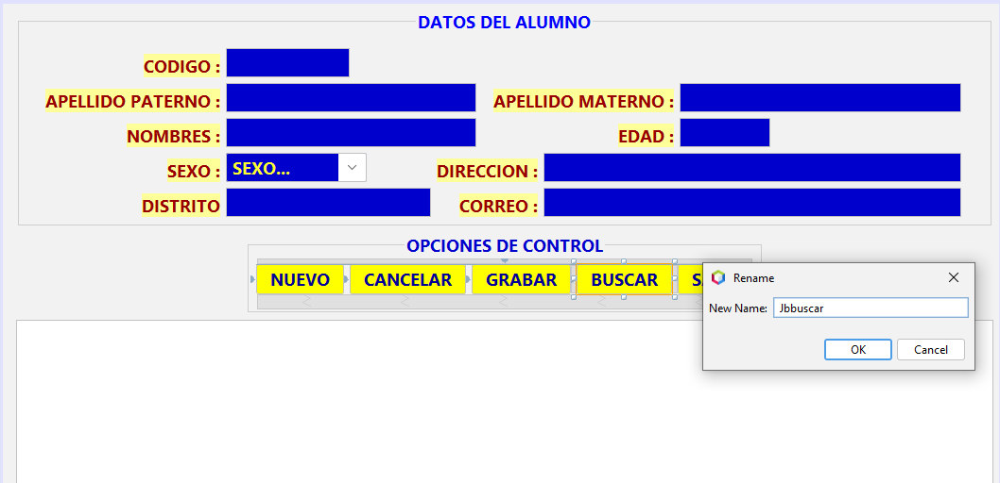 DATOS DEL ALUMNO
CODIGO :
APELLIDO PATERNO : APELLIDO MATERNO :
NOMBRES : EDAD :
SEXO : SEXO... DIRECCION :
DISTRITO CORREO :
OPCIONES DE CONTROL
NUEVO CANCELAR GRABAR BUSCAR
Rename
New Name: Jbbuscar
OK Cancel